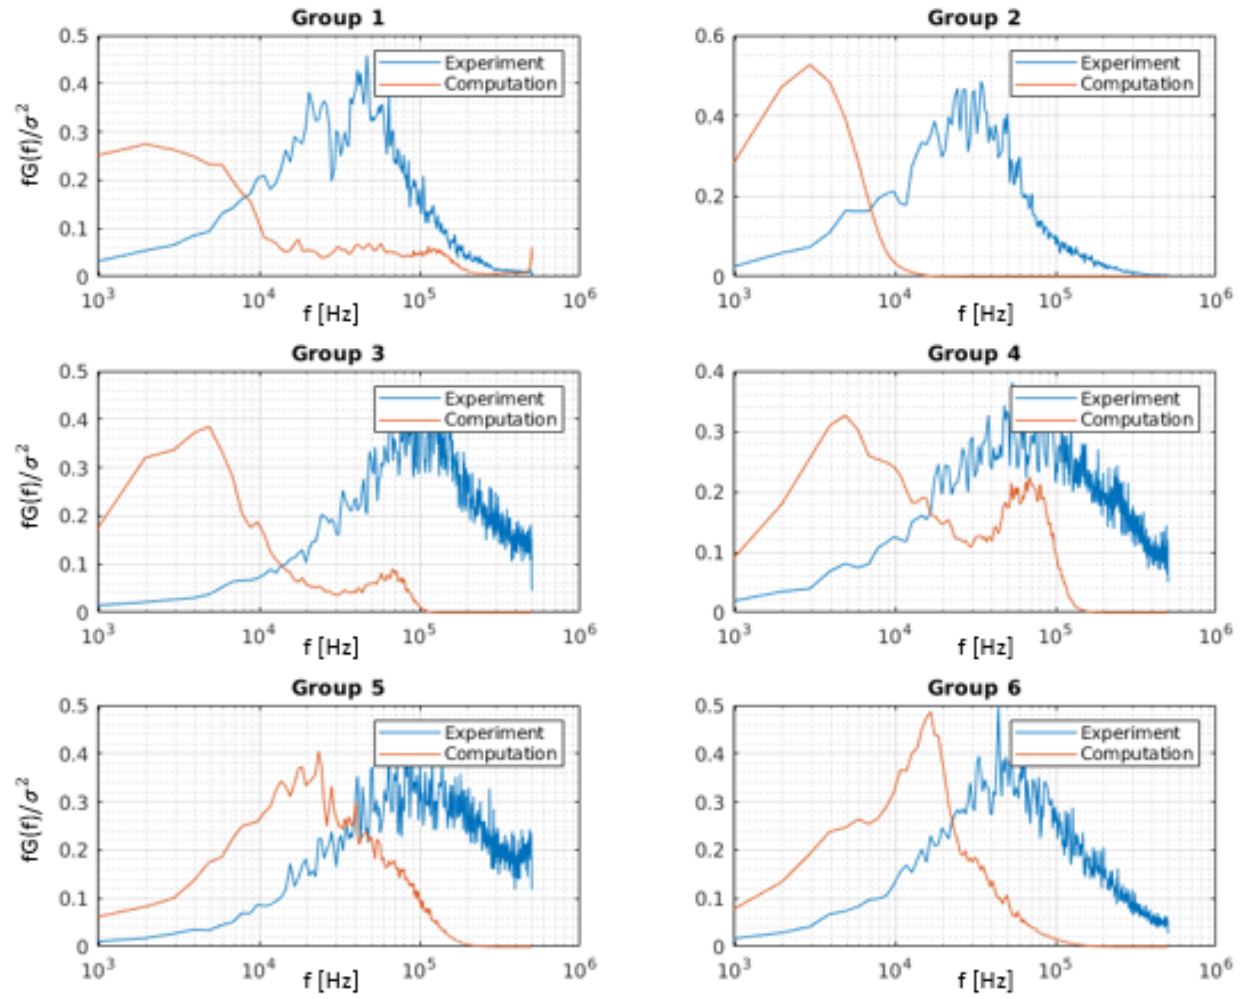 Group 1
0.5
0.4
0.3
0.2
0.1
0
fG(f)/σ²
Experiment
Computation
10³ 10⁴ 10⁵ 10⁶
f [Hz]
Group 2
0.6
0.4
0.2
0
Experiment
Computation
10³ 10⁴ 10⁵ 10⁶
f [Hz]
Group 3
0.5
0.4
0.3
0.2
0.1
0
fG(f)/σ²
Experiment
Computation
10³ 10⁴ 10⁵ 10⁶
f [Hz]
Group 4
0.4
0.3
0.2
0.1
0
Experiment
Computation
10³ 10⁴ 10⁵ 10⁶
f [Hz]
Group 5
0.5
0.4
0.3
0.2
0.1
0
fG(f)/σ²
Experiment
Computation
10³ 10⁴ 10⁵ 10⁶
f [Hz]
Group 6
0.5
0.4
0.3
0.2
0.1
0
Experiment
Computation
10³ 10⁴ 10⁵ 10⁶
f [Hz]